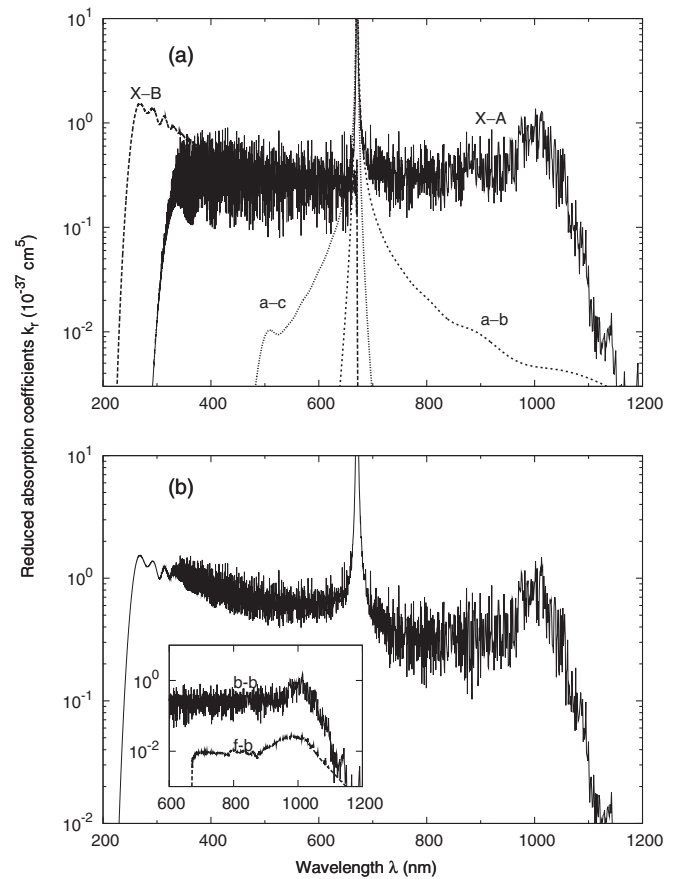 10^1
(a)
X–B
10^0
X–A
10^-1
a–c
a–b
10^-2
200 400 600 800 1000 1200
Reduced absorption coefficients k_r (10^-37 cm^5)
10^1
(b)
10^0
10^0
b-b
10^-1
10^-2
f-b
600 800 1000 1200
10^-2
200 400 600 800 1000 1200
Wavelength λ (nm)